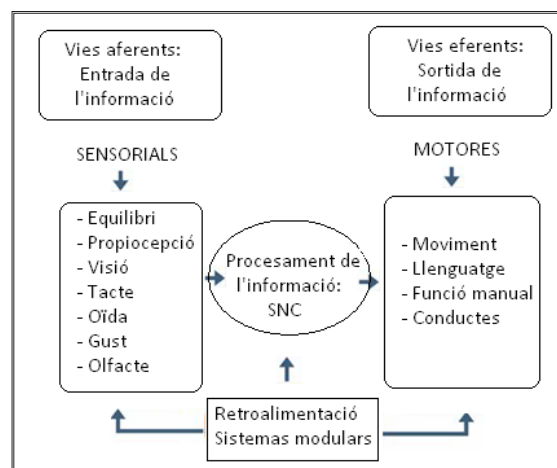 Vies aferents:
Entrada de
l'informació
Vies eferents:
Sortida de
l'informació
SENSORIALS
MOTORES
- Equilibri
- Propiocepció
- Visió
- Tacte
- Oïda
- Gust
- Olfacte
Procesament de
l'informació:
SNC
- Moviment
- Llenguatge
- Funció manual
- Conductes
Retroalimentació
Sistemas modulars